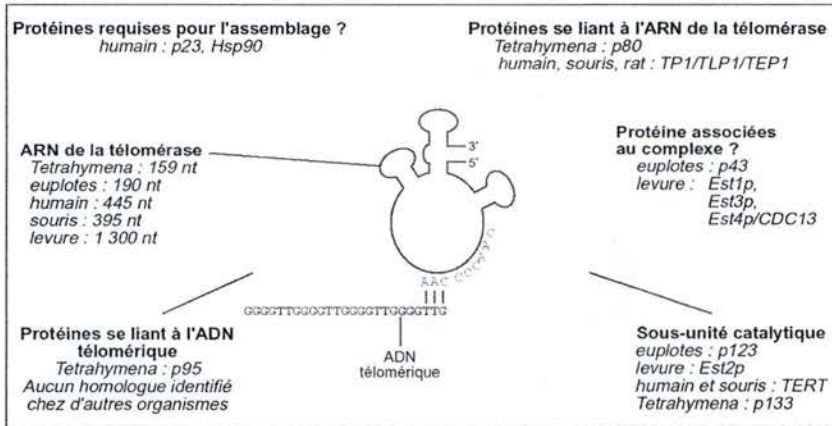 Protéines requises pour l'assemblage ?
humain : p23, Hsp90
Protéines se liant à l'ARN de la télomérase
Tetrahymena : p80
humain, souris, rat : TP1/TLP1/TEP1
ARN de la télomérase
Tetrahymena : 159 nt
euplotes : 190 nt
humain : 445 nt
souris : 395 nt
levure : 1 300 nt
3'
5'
Protéine associées
au complexe ?
euplotes : p43
levure : Est1p,
Est3p,
Est4p/CDC13
AAC
GGGGTTGGGGTTGGGGTTGGGGTTG
ADN
télomérique
Protéines se liant à l'ADN
télomérique
Tetrahymena : p95
Aucun homologue identifié
chez d'autres organismes
Sous-unité catalytique
euplotes : p123
levure : Est2p
humain et souris : TERT
Tetrahymena : p133